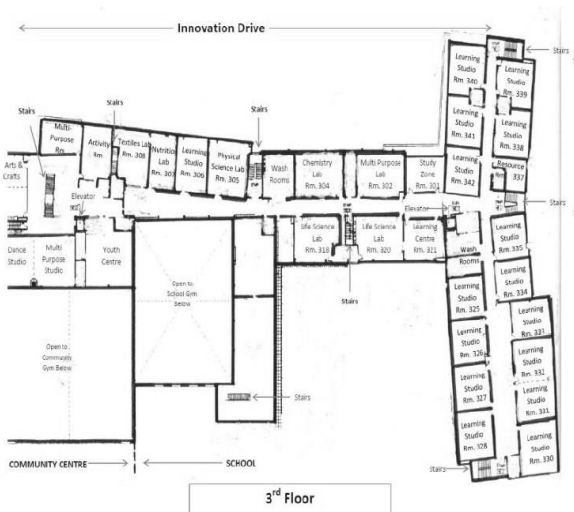 Innovation Drive
Stairs
Learning
Studio
Rm. 340
Learning
Studio
Rm. 339
Stairs
Stairs
Stairs
Learning
Studio
Rm. 341
Learning
Studio
Rm. 338
Multi-
Purpose
Rm
Activity
Rm
Textiles Lab
Rm. 308
Nutrition
Lab
Rm. 307
Learning
Studio
Rm. 306
Physical
Science Lab
Rm. 305
Wash
Rooms
Chemistry
Lab
Rm. 304
Multi Purpose
Lab
Rm. 302
Study
Zone
Rm. 301
Learning
Studio
Rm. 342
Resource
Rm
337
Arts &
Crafts
Elevator
Elevator
Stairs
Dance
Studio
Multi
Purpose
Studio
Youth
Centre
Life Science
Lab
Rm. 318
Life Science
Lab
Rm. 320
Learning
Centre
Rm. 321
Wash
Rooms
Learning
Studio
Rm. 335
Learning
Studio
Rm. 334
Open to
School Gym
Below
Stairs
Learning
Studio
Rm. 325
Learning
Studio
Rm. 333
Open to
Community
Gym Below
Learning
Studio
Rm. 326
Learning
Studio
Rm. 332
Learning
Studio
Rm. 327
Learning
Studio
Rm. 331
Stairs
Learning
Studio
Rm. 328
Learning
Studio
Rm. 330
Stairs
COMMUNITY CENTRE
SCHOOL
3rd Floor